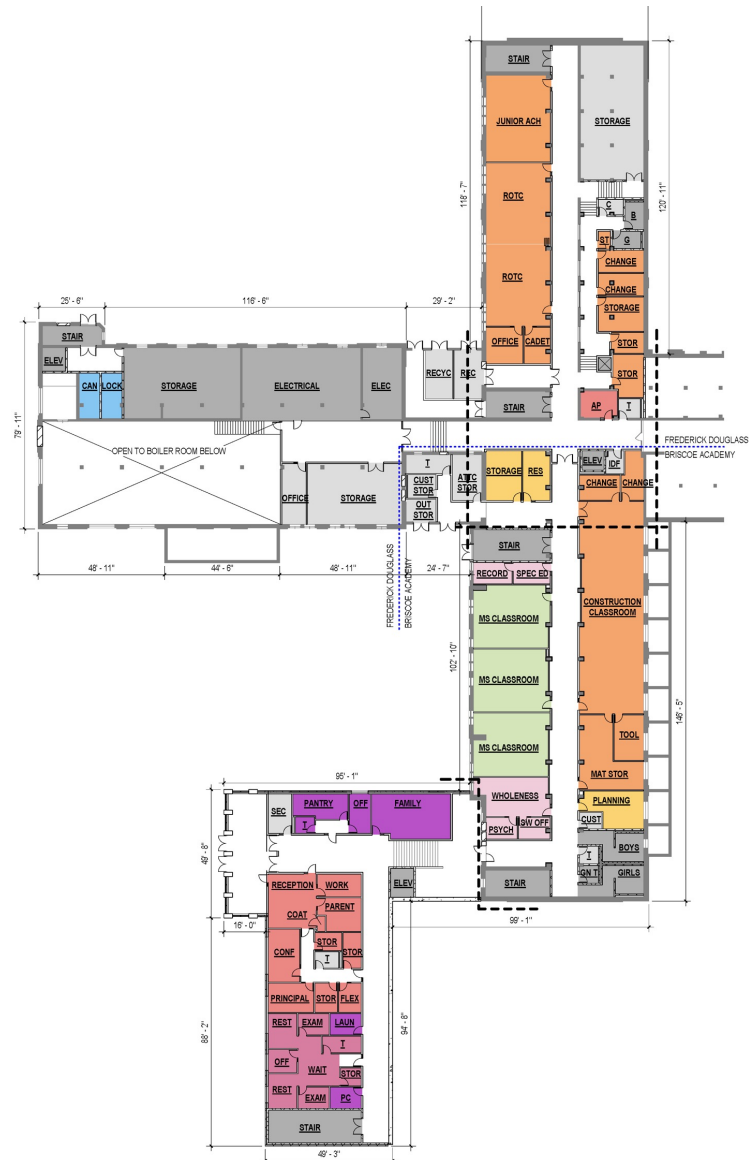 STAIR
JUNIOR ACH
STORAGE
118' - 7"
120' - 11"
ROTC
C
B
ST
G
CHANGE
ROTC
CHANGE
STORAGE
25' - 6"
116' - 6"
29' - 2"
STAIR
OFFICE
CADET
STOR
ELEV
RECYC
REC
STOR
CAN
LOCK
STORAGE
ELECTRICAL
ELEC
79' - 11"
STAIR
AP
T
FREDERICK DOUGLASS
BRISCOE ACADEMY
OPEN TO BOILER ROOM BELOW
T
ATTC
STOR
STORAGE
RES
ELEV
IDF
CUST
STOR
CHANGE
CHANGE
OFFICE
STORAGE
OUT
STOR
STAIR
48' - 11"
44' - 6"
48' - 11"
24' - 7"
RECORD
SPEC ED
FREDERICK DOUGLASS
BRISCOE ACADEMY
CONSTRUCTION
CLASSROOM
MS CLASSROOM
102' - 10"
MS CLASSROOM
146' - 5"
MS CLASSROOM
TOOL
MAT STOR
95' - 1"
WHOLENESS
PLANNING
SEC
PANTRY
OFF
FAMILY
T
PSYCH
SW OFF
CUST
49' - 8"
BOYS
T
GN T
GIRLS
RECEPTION
WORK
ELEV
STAIR
COAT
PARENT
16' - 0"
99' - 1"
STOR
STOR
CONF
T
PRINCIPAL
STOR
FLEX
88' - 2"
94' - 8"
REST
EXAM
LAUN
T
OFF
WAIT
STOR
REST
EXAM
PC
STAIR
49' - 3"